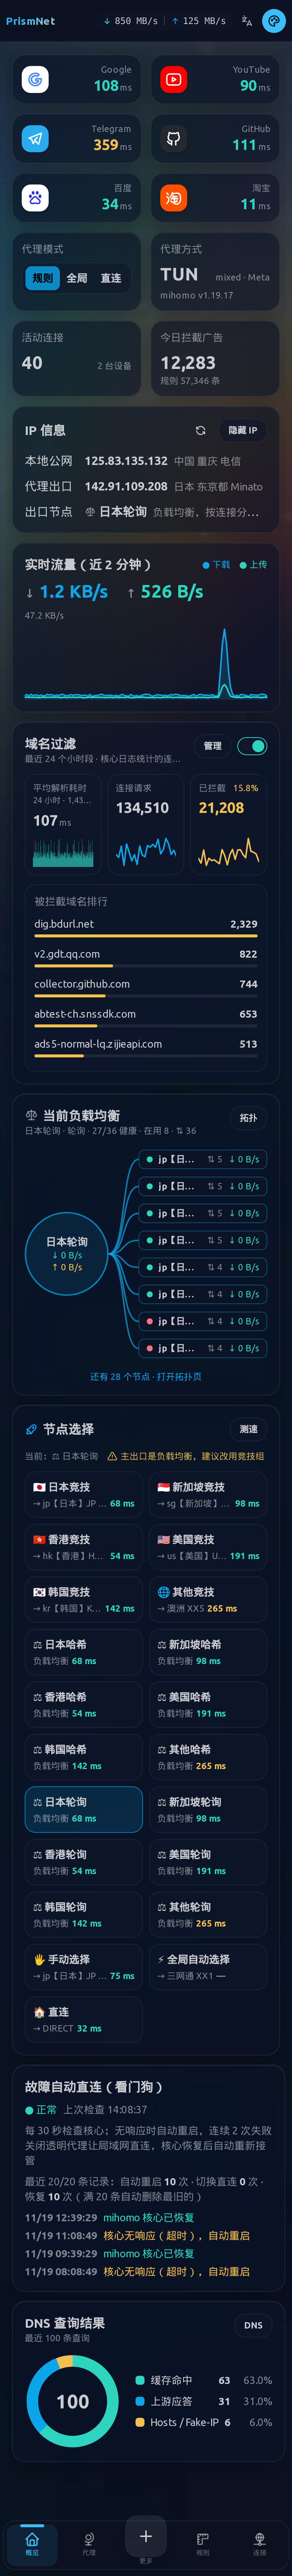 PrismNet ↓ 850 MB/s ↑ 125 MB/s
Google
108 ms
YouTube
90 ms
Telegram
359 ms
GitHub
111 ms
百度
34 ms
淘宝
11 ms
代理模式
规则 全局 直连
代理方式
TUN mixed · Meta
mihomo v1.19.17
活动连接
40 2 台设备
今日拦截广告
12,283
规则 57,346 条
IP 信息 隐藏 IP
本地公网 125.83.135.132 中国 重庆 电信
代理出口 142.91.109.208 日本 东京都 Minato
出口节点 ⚖ 日本轮询 负载均衡，按连接分…
实时流量（近 2 分钟） 下载 上传
↓ 1.2 KB/s ↑ 526 B/s
47.2 KB/s
域名过滤 管理
最近 24 个小时段 · 核心日志统计的连…
平均解析耗时
24 小时 · 1,43…
107 ms
连接请求
134,510
已拦截 15.8%
21,208
被拦截域名排行
dig.bdurl.net 2,329
v2.gdt.qq.com 822
collector.github.com 744
abtest-ch.snssdk.com 653
ads5-normal-lq.zijieapi.com 513
当前负载均衡 拓扑
日本轮询 · 轮询 · 27/36 健康 · 在用 8 · ⇅ 36
日本轮询
↓ 0 B/s
↑ 0 B/s
jp【日… ⇅ 5 ↓ 0 B/s
jp【日… ⇅ 5 ↓ 0 B/s
jp【日… ⇅ 5 ↓ 0 B/s
jp【日… ⇅ 5 ↓ 0 B/s
jp【日… ⇅ 4 ↓ 0 B/s
jp【日… ⇅ 4 ↓ 0 B/s
jp【日… ⇅ 4 ↓ 0 B/s
jp【日… ⇅ 4 ↓ 0 B/s
还有 28 个节点 · 打开拓扑页
节点选择 测速
当前：⚖ 日本轮询 ⚠ 主出口是负载均衡，建议改用竞技组
🇯🇵 日本竞技
→ jp【日本】JP … 68 ms
🇸🇬 新加坡竞技
→ sg【新加坡】… 98 ms
🇭🇰 香港竞技
→ hk【香港】H… 54 ms
🇺🇸 美国竞技
→ us【美国】U… 191 ms
🇰🇷 韩国竞技
→ kr【韩国】K… 142 ms
🌐 其他竞技
→ 澳洲 XX5 265 ms
⚖ 日本哈希
负载均衡 68 ms
⚖ 新加坡哈希
负载均衡 98 ms
⚖ 香港哈希
负载均衡 54 ms
⚖ 美国哈希
负载均衡 191 ms
⚖ 韩国哈希
负载均衡 142 ms
⚖ 其他哈希
负载均衡 265 ms
⚖ 日本轮询
负载均衡 68 ms
⚖ 新加坡轮询
负载均衡 98 ms
⚖ 香港轮询
负载均衡 54 ms
⚖ 美国轮询
负载均衡 191 ms
⚖ 韩国轮询
负载均衡 142 ms
⚖ 其他轮询
负载均衡 265 ms
🖐 手动选择
→ jp【日本】JP … 75 ms
⚡ 全局自动选择
→ 三网通 XX1 —
🏠 直连
→ DIRECT 32 ms
故障自动直连（看门狗）
正常 上次检查 14:08:37
每 30 秒检查核心；无响应时自动重启，连续 2 次失败
关闭透明代理让局域网直连，核心恢复后自动重新接
管
最近 20/20 条记录：自动重启 10 次 · 切换直连 0 次 ·
恢复 10 次（满 20 条自动删除最旧的）
11/19 12:39:29 mihomo 核心已恢复
11/19 11:08:49 核心无响应（超时），自动重启
11/19 09:39:29 mihomo 核心已恢复
11/19 08:08:49 核心无响应（超时），自动重启
DNS 查询结果 DNS
最近 100 条查询
100
缓存命中 63 63.0%
上游应答 31 31.0%
Hosts / Fake-IP 6 6.0%
概览 代理 更多 规则 连接